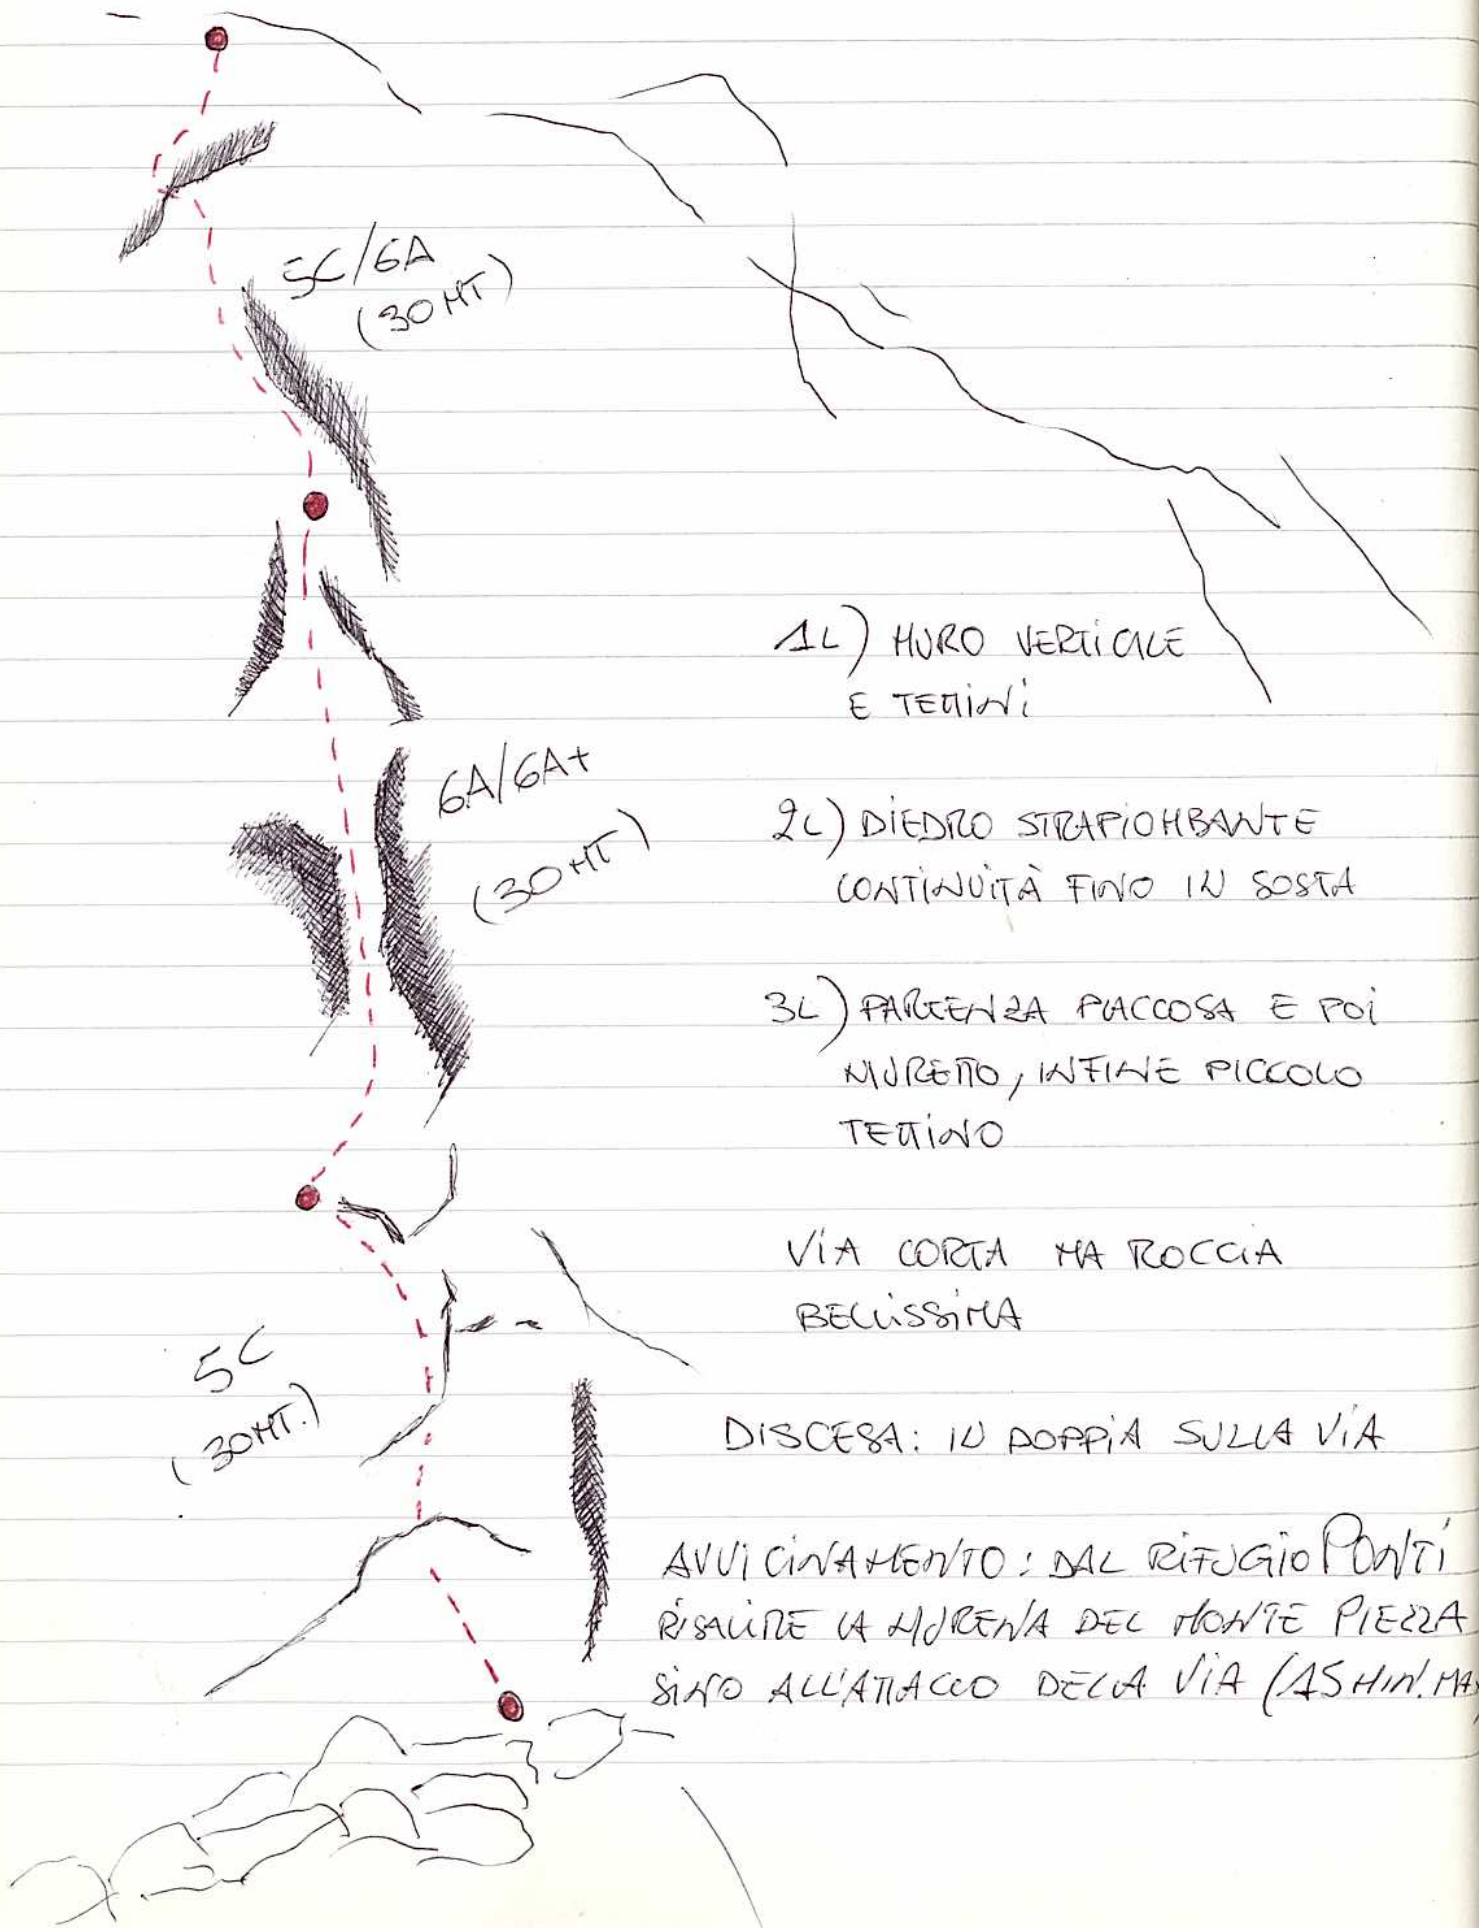 5C/6A
(30 MT)
1L) MURO VERTICALE
E TETTINI
6A/6A+
(30 MT)
2L) DIEDRO STRAPIOMBANTE
CONTINUITÀ FINO IN SOSTA
3L) PARTENZA PLACCOSA E POI
MURETTO, INFINE PICCOLO
TETTINO
VIA CORTA MA ROCCIA
BELLISSIMA
5C
(30 MT.)
DISCESA: IN DOPPIA SULLA VIA
AVVICINAMENTO: DAL RIFUGIO PONTI
RISALIRE LA MORENA DEL MONTE PIEZZA
SINO ALL'ATTACCO DELLA VIA (15 MIN. MAX